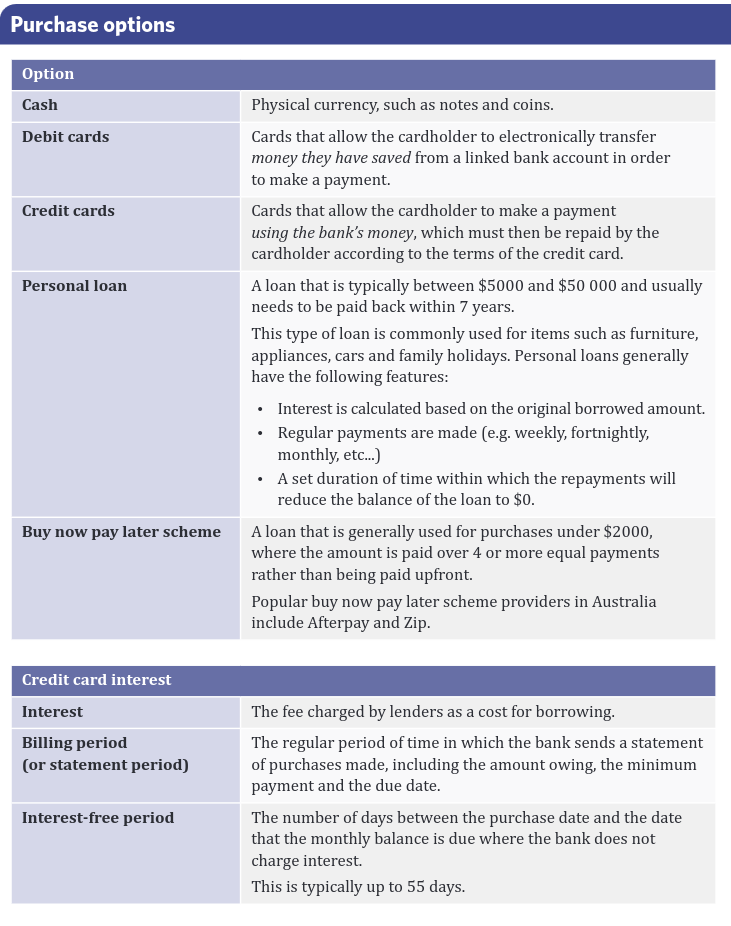 Purchase options
Option
Cash
Physical currency, such as notes and coins.
Debit cards
Cards that allow the cardholder to electronically transfer
money they have saved from a linked bank account in order
to make a payment.
Credit cards
Cards that allow the cardholder to make a payment
using the bank's money, which must then be repaid by the
cardholder according to the terms of the credit card.
Personal loan
A loan that is typically between $5000 and $50 000 and usually
needs to be paid back within 7 years.
This type of loan is commonly used for items such as furniture,
appliances, cars and family holidays. Personal loans generally
have the following features:
• Interest is calculated based on the original borrowed amount.
• Regular payments are made (e.g. weekly, fortnightly,
monthly, etc...)
• A set duration of time within which the repayments will
reduce the balance of the loan to $0.
Buy now pay later scheme
A loan that is generally used for purchases under $2000,
where the amount is paid over 4 or more equal payments
rather than being paid upfront.
Popular buy now pay later scheme providers in Australia
include Afterpay and Zip.
Credit card interest
Interest
The fee charged by lenders as a cost for borrowing.
Billing period
(or statement period)
The regular period of time in which the bank sends a statement
of purchases made, including the amount owing, the minimum
payment and the due date.
Interest-free period
The number of days between the purchase date and the date
that the monthly balance is due where the bank does not
charge interest.
This is typically up to 55 days.